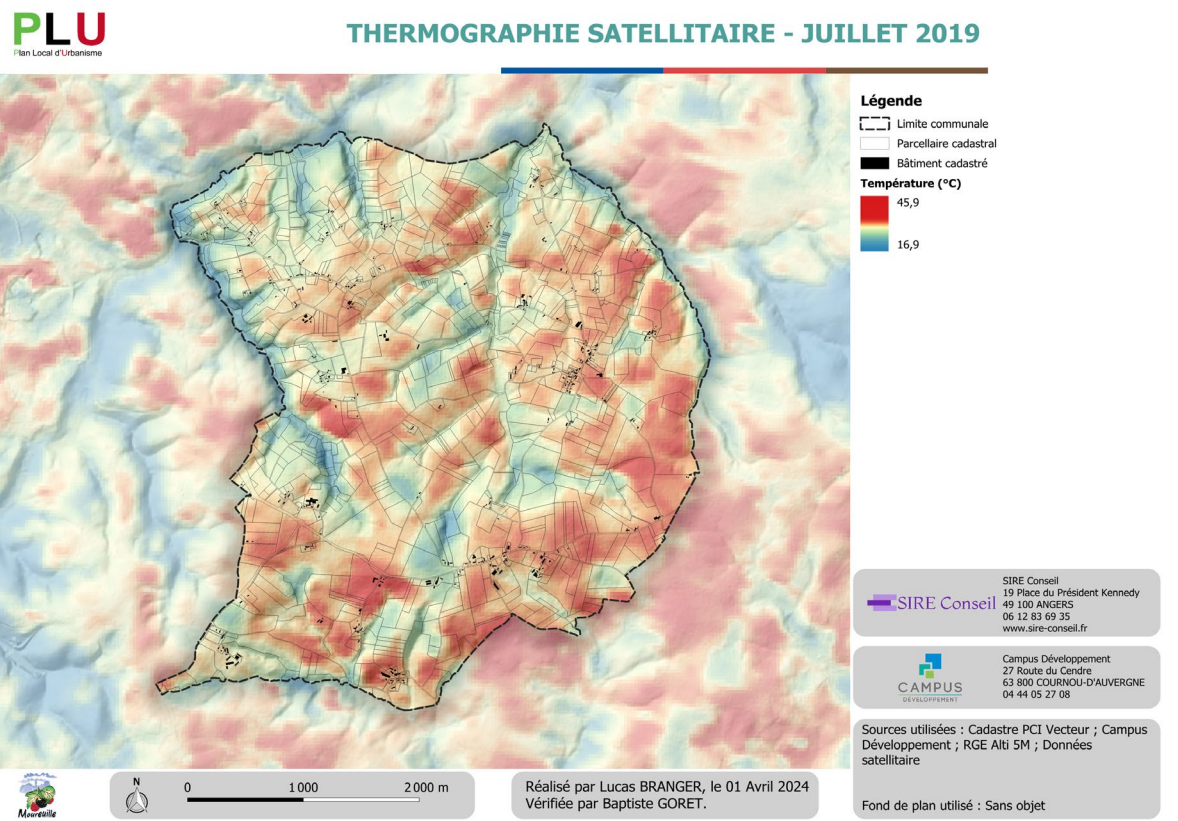 PLU
Plan Local d'Urbanisme
THERMOGRAPHIE SATELLITAIRE - JUILLET 2019
Légende
Limite communale
Parcellaire cadastral
Bâtiment cadastré
Température (°C)
45,9
16,9
SIRE Conseil
SIRE Conseil
19 Place du Président Kennedy
49 100 ANGERS
06 12 83 69 35
www.sire-conseil.fr
CAMPUS
DÉVELOPPEMENT
Campus Développement
27 Route du Cendre
63 800 COURNOU-D'AUVERGNE
04 44 05 27 08
Sources utilisées : Cadastre PCI Vecteur ; Campus
Développement ; RGE Alti 5M ; Données
satellitaire
Fond de plan utilisé : Sans objet
Moureuille
N
0 1 000 2 000 m
Réalisé par Lucas BRANGER, le 01 Avril 2024
Vérifiée par Baptiste GORET.